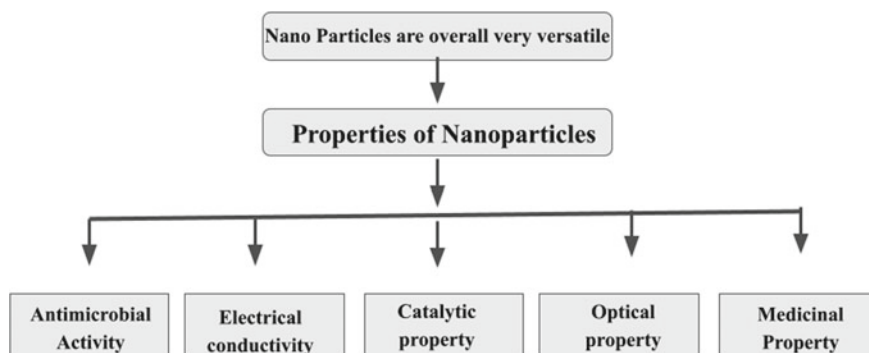 Nano Particles are overall very versatile
Properties of Nanoparticles
Antimicrobial
Activity
Electrical
conductivity
Catalytic
property
Optical
property
Medicinal
Property